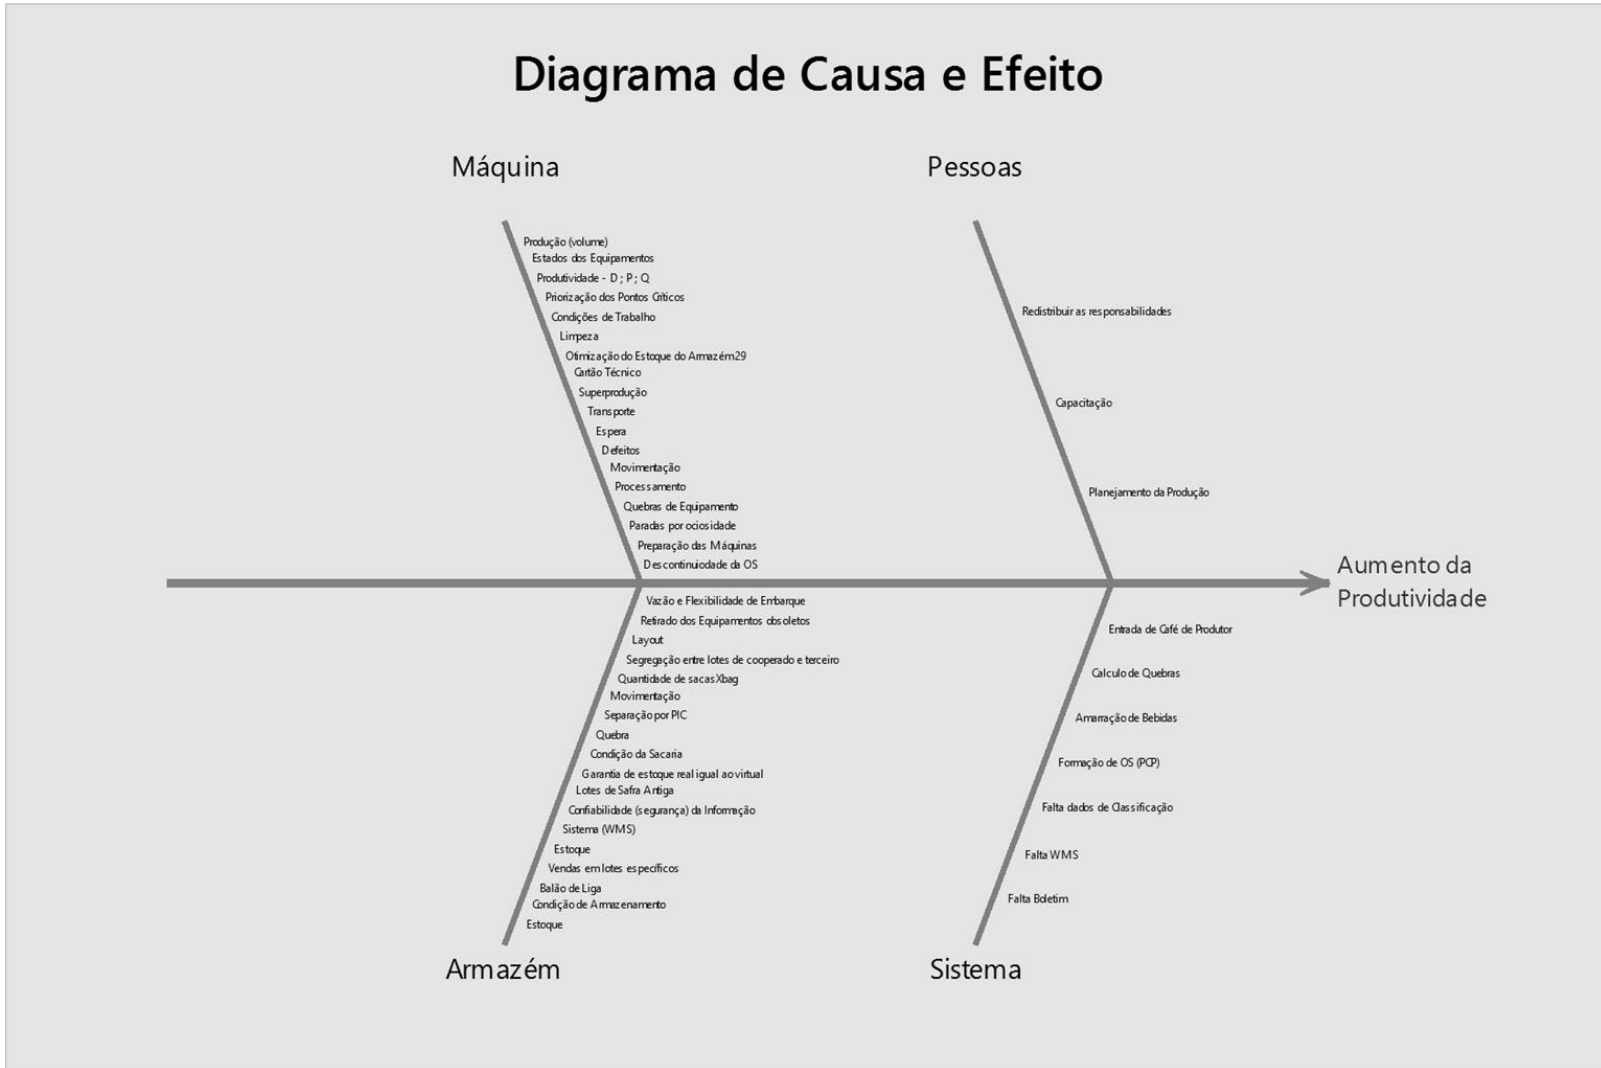 Diagrama de Causa e Efeito
Máquina
Produção (volume)
Estados dos Equipamentos
Produtividade - D ; P ; Q
Priorização dos Pontos Gríticos
Condições de Trabalho
Limpeza
Otimização do Estoque do Armazém29
Cartão Técnico
Superprodução
Transporte
Espera
Defeitos
Movimentação
Processamento
Quebras de Equipamento
Paradas por ociosidade
Preparação das Máquinas
Descontinuiodade da OS
Pessoas
Redistribuir as responsabilidades
Capacitação
Planejamento da Produção
Aumento da
Produtividade
Vazão e Flexibilidade de Embarque
Retirado dos Equipamentos obsoletos
Layout
Segregação entre lotes de cooperado e terceiro
Quantidade de sacasXbag
Movimentação
Separação por PIC
Quebra
Condição da Sacaria
Garantia de estoque real igual ao virtual
Lotes de Safra Antiga
Confiabilidade (segurança) da Informação
Sistema (WMS)
Estoque
Vendas em lotes específicos
Balão de Liga
Condição de Armazenamento
Estoque
Armazém
Entrada de Café de Produtor
Calculo de Quebras
Amarração de Bebidas
Formação de OS (PCP)
Falta dados de Classificação
Falta WMS
Falta Boletim
Sistema